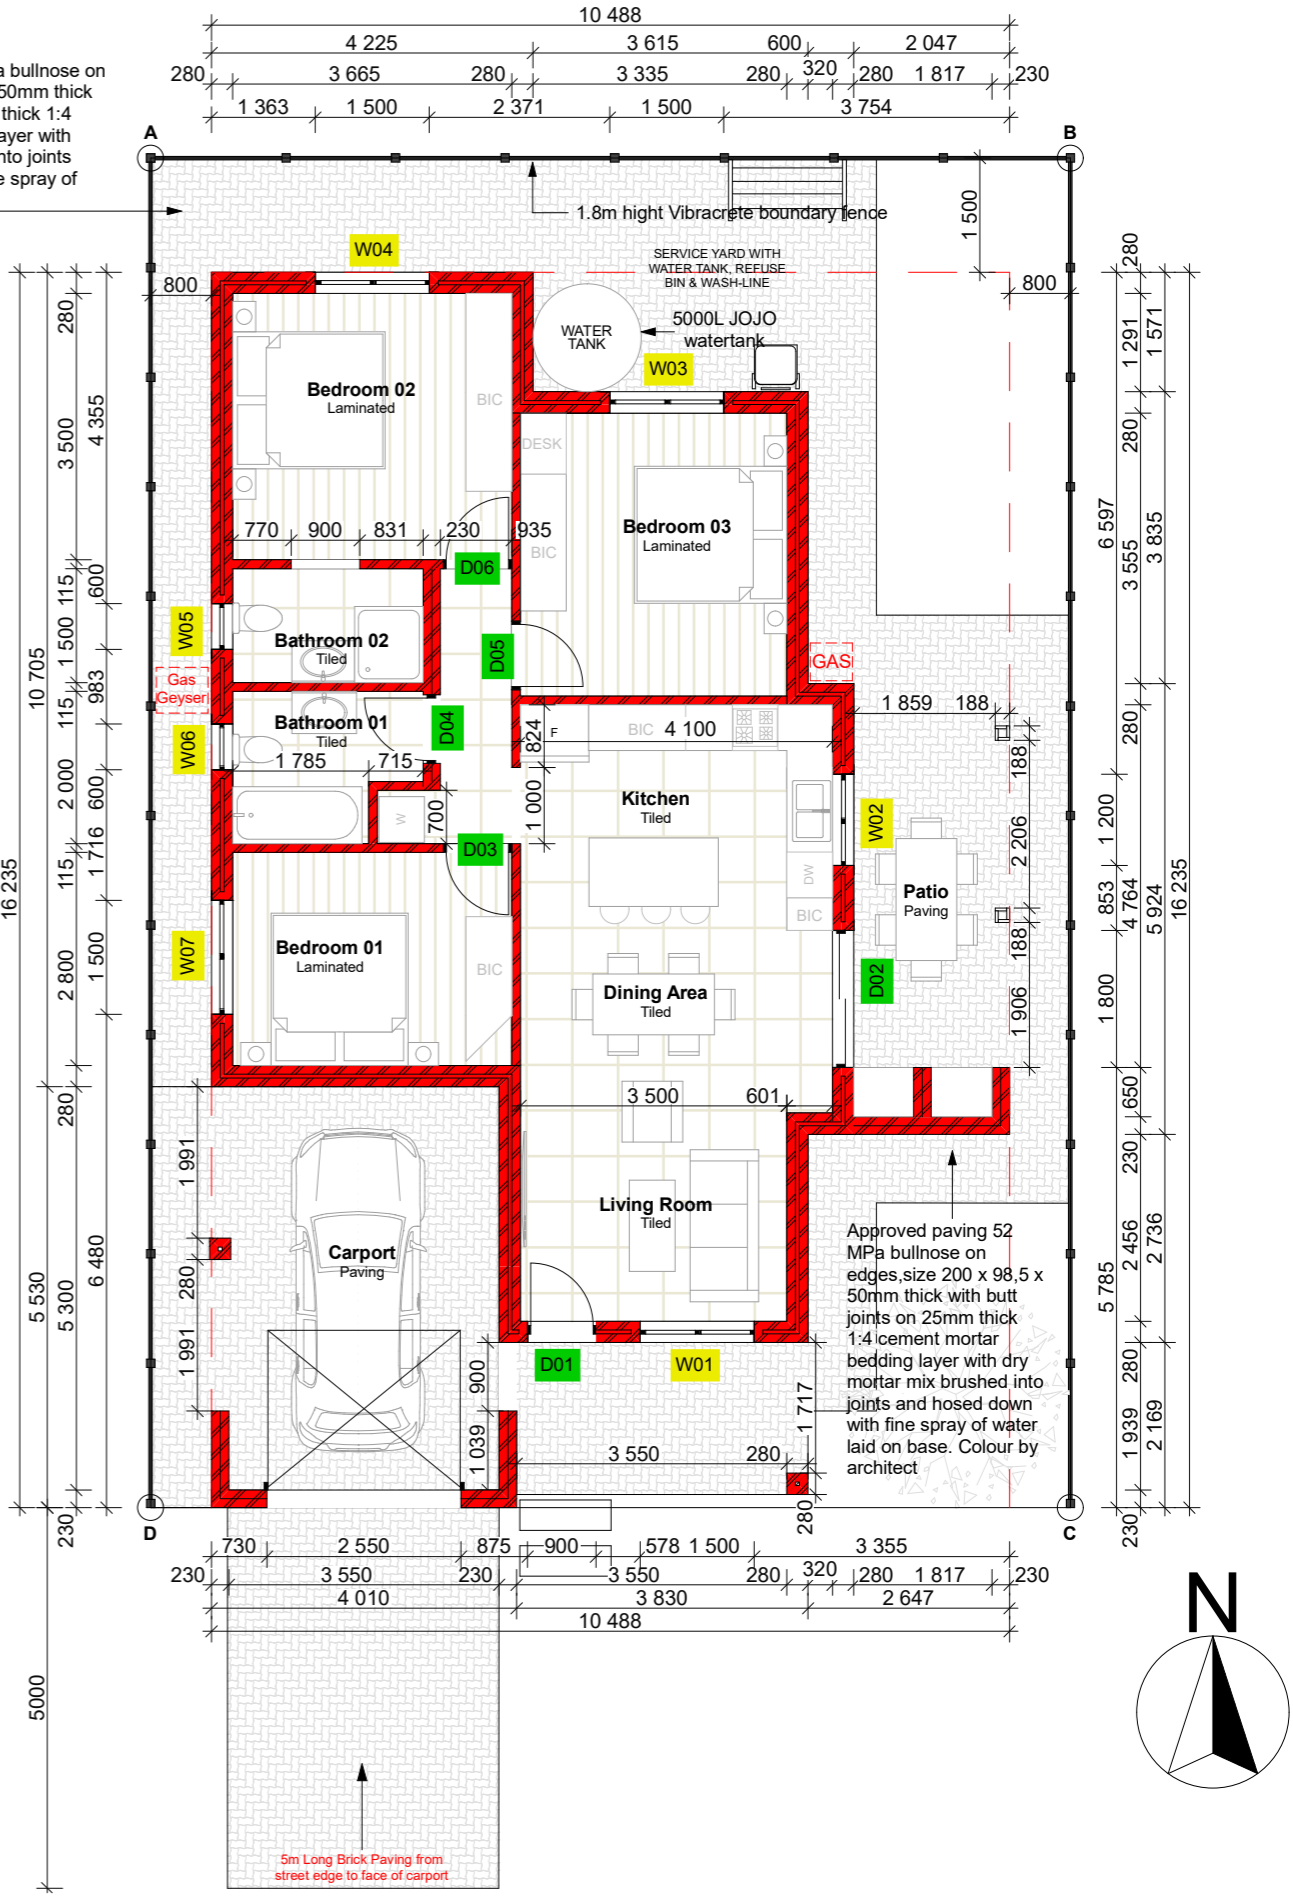 10 488
4 225 3 615 600 2 047
280 3 665 280 3 335 280 320 280 1 817 230
1 363 1 500 2 371 1 500 3 754
a bullnose on
50mm thick
thick 1:4
ayer with
nto joints
e spray of
A
B
1.8m hight Vibracrete boundary fence
1 500
W04
SERVICE YARD WITH
WATER TANK, REFUSE
BIN & WASH-LINE
800
800
280
WATER
TANK
5000L JOJO
watertank
W03
Bedroom 02
Laminated
BIC
DESK
BIC
Bedroom 03
Laminated
770 900 831 230 935
D06
W05
Bathroom 02
Tiled
D05
GAS
Gas
Geyser
Bathroom 01
Tiled
D04
W06
1 785 715
824
F
BIC
4 100
1 859 188
188
W
700
1 000
Kitchen
Tiled
W02
2 206
D03
DW
BIC
Patio
Paving
188
W07
Bedroom 01
Laminated
BIC
D02
Dining Area
Tiled
1 906
3 500 601
Living Room
Tiled
1 991
280
1 991
Carport
Paving
D01
W01
900
1 039
1 717
3 550 280
280
Approved paving 52
MPa bullnose on
edges,size 200 x 98,5 x
50mm thick with butt
joints on 25mm thick
1:4 cement mortar
bedding layer with dry
mortar mix brushed into
joints and hosed down
with fine spray of water
laid on base. Colour by
architect
16 235
10 705
5 530
5000
280
3 500
115
1 500
115
2 000
115
2 800
280
5 300
230
4 355
600
983
600
1 716
1 500
6 480
6 597
1 200
853
1 800
5 785
280
1 291
280
3 555
280
4 764
650
230
2 456
280
1 939
230
1 571
3 835
5 924
2 736
2 169
16 235
D
C
730 2 550 875 900 578 1 500 3 355
230 3 550 230 3 550 280 320 280 1 817 230
4 010 3 830 2 647
10 488
N
5m Long Brick Paving from
street edge to face of carport